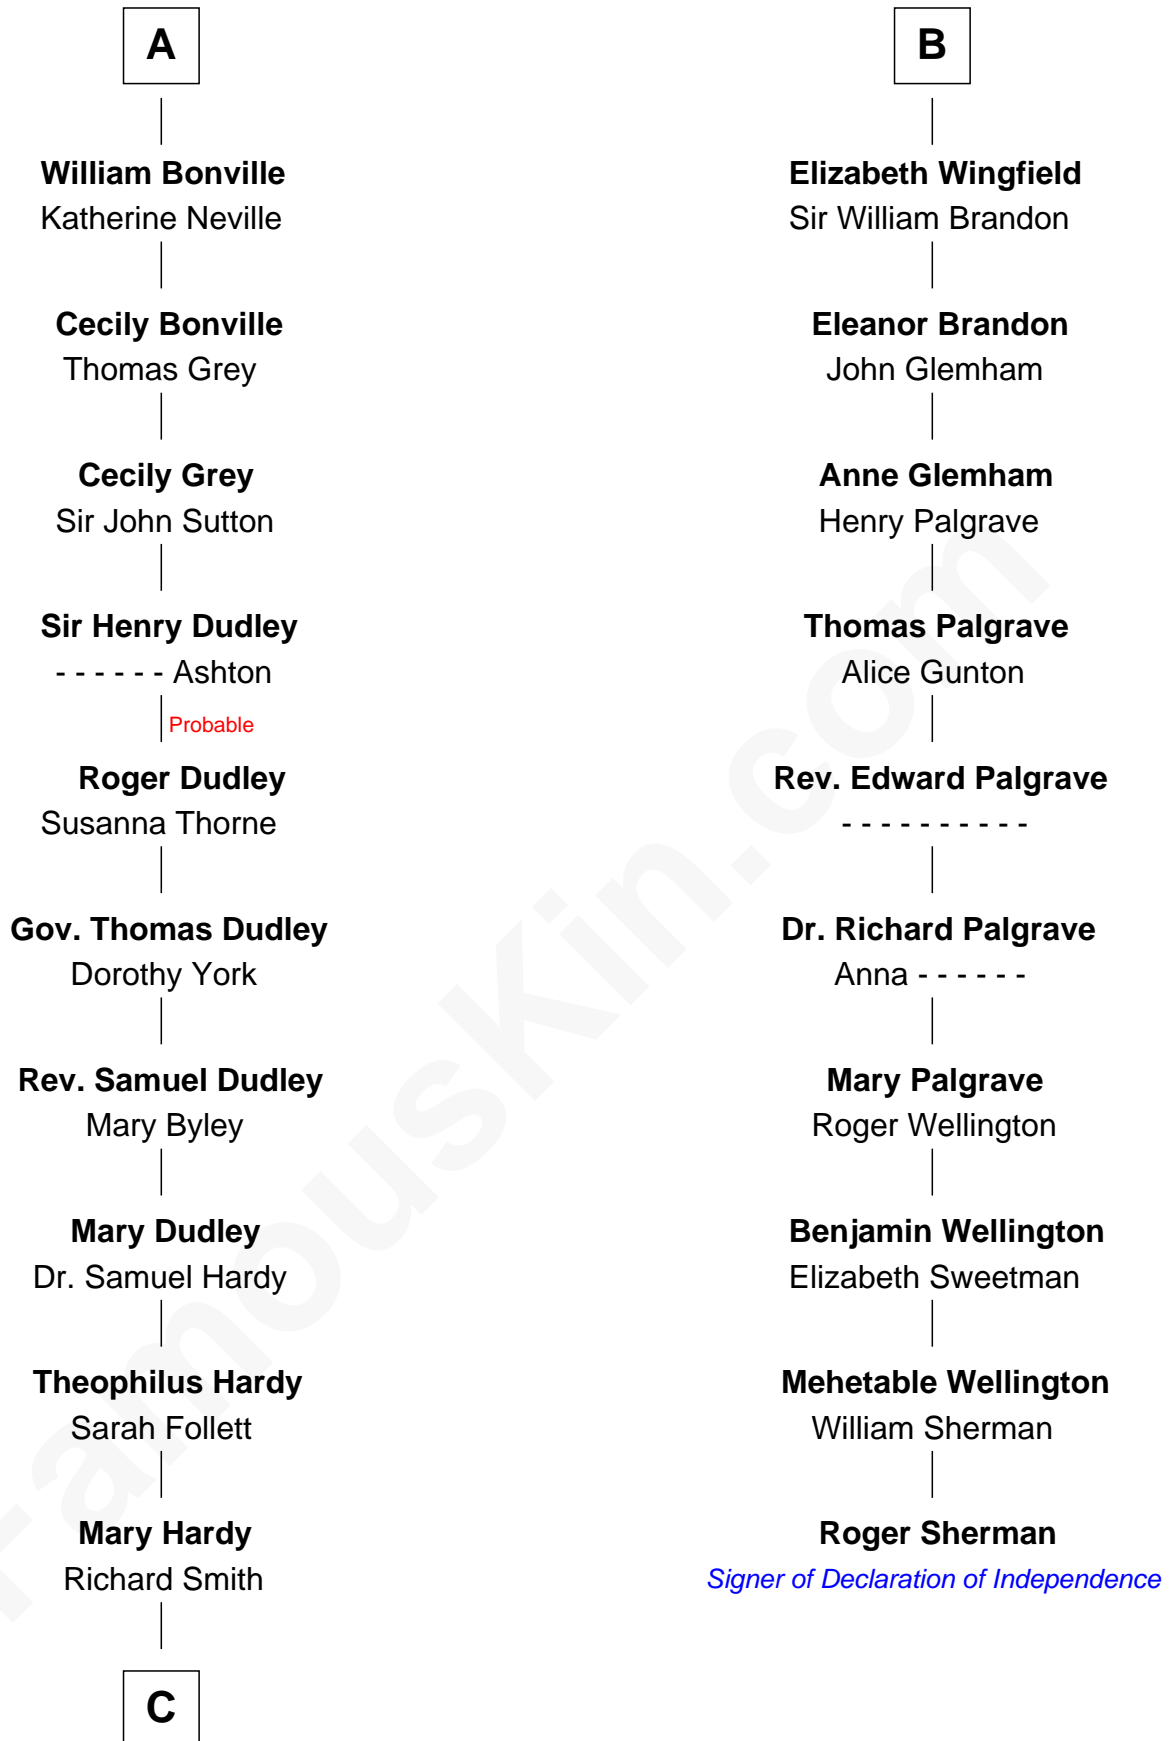 A
William Bonville
Katherine Neville
Cecily Bonville
Thomas Grey
Cecily Grey
Sir John Sutton
Sir Henry Dudley
- - - - - - Ashton
Probable
Roger Dudley
Susanna Thorne
Gov. Thomas Dudley
Dorothy York
Rev. Samuel Dudley
Mary Byley
Mary Dudley
Dr. Samuel Hardy
Theophilus Hardy
Sarah Follett
Mary Hardy
Richard Smith
C
B
Elizabeth Wingfield
Sir William Brandon
Eleanor Brandon
John Glemham
Anne Glemham
Henry Palgrave
Thomas Palgrave
Alice Gunton
Rev. Edward Palgrave
- - - - - - - - - -
Dr. Richard Palgrave
Anna - - - - - -
Mary Palgrave
Roger Wellington
Benjamin Wellington
Elizabeth Sweetman
Mehetable Wellington
William Sherman
Roger Sherman
Signer of Declaration of Independence
FamousKin.com